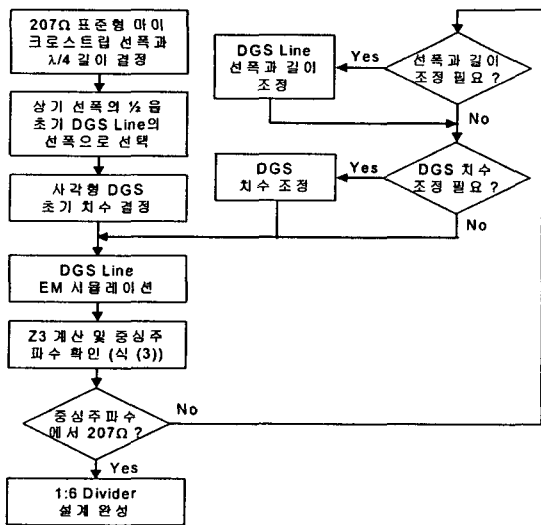 207Ω 표준형 마이
크로스트립 선폭과
λ/4 길이 결정
상기 선폭의 ½ 을
초기 DGS Line의
선폭으로 선택
사각형 DGS
초기 치수 결정
DGS Line
EM 시뮬레이션
Z3 계산 및 중심주
파수 확인 (식 (3))
중심주파수
에서 207Ω ?
No
Yes
1:6 Divider
설계 완성
선폭과 길이
조정 필요 ?
Yes
No
DGS Line
선폭과 길이
조정
DGS 치수
조정 필요 ?
Yes
No
DGS
치수 조정